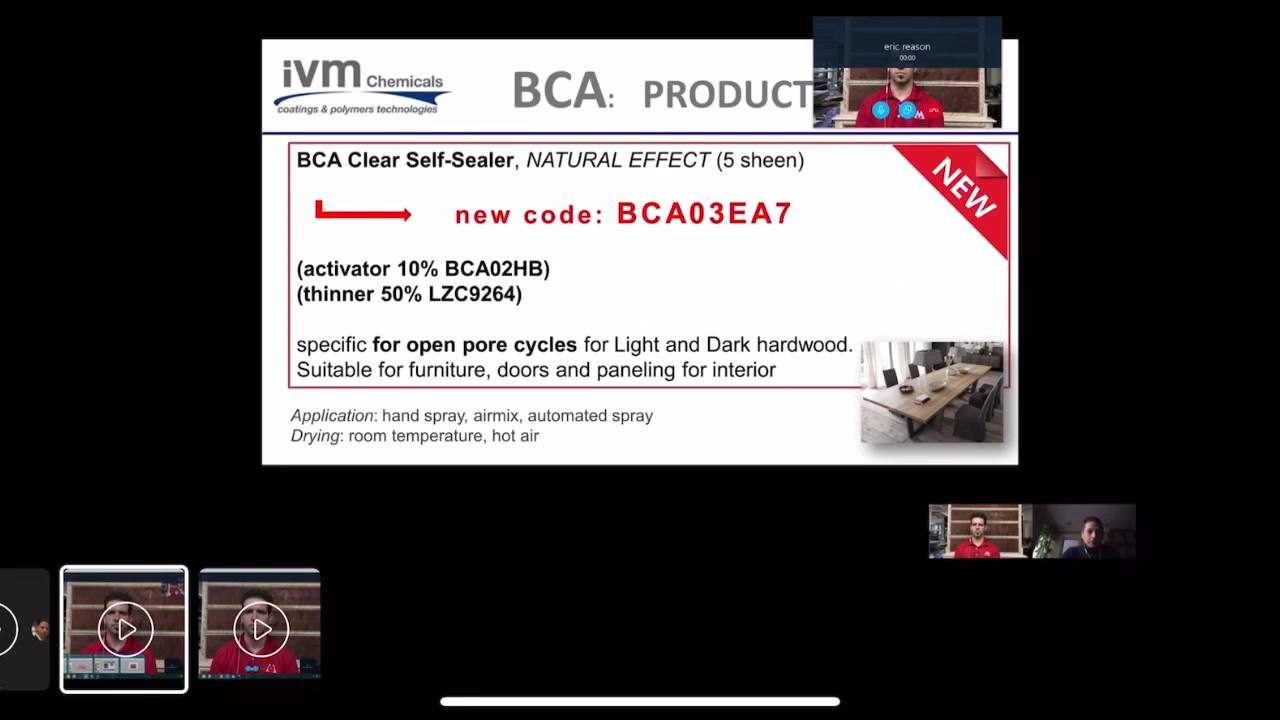 ivm Chemicals
coatings & polymers technologies
BCA: PRODUCT
eric reason
00:00
BCA Clear Self-Sealer, NATURAL EFFECT (5 sheen)
NEW
new code: BCA03EA7
(activator 10% BCA02HB)
(thinner 50% LZC9264)
specific for open pore cycles for Light and Dark hardwood.
Suitable for furniture, doors and paneling for interior
Application: hand spray, airmix, automated spray
Drying: room temperature, hot air